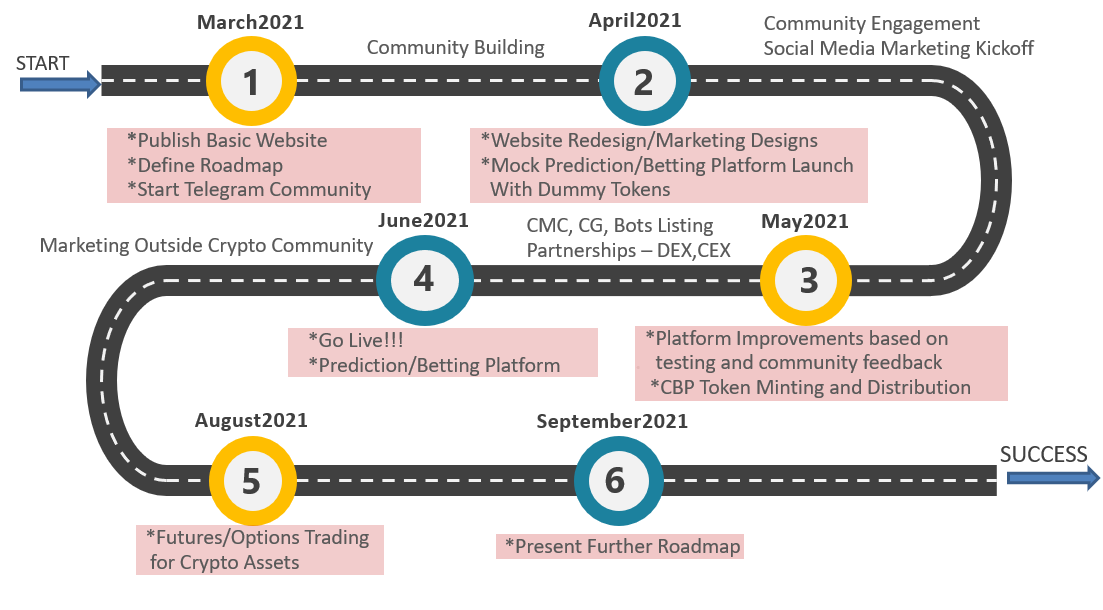 START
March2021
1
*Publish Basic Website
*Define Roadmap
*Start Telegram Community
Community Building
April2021
2
*Website Redesign/Marketing Designs
*Mock Prediction/Betting Platform Launch
With Dummy Tokens
Community Engagement
Social Media Marketing Kickoff
May2021
3
*Platform Improvements based on
testing and community feedback
*CBP Token Minting and Distribution
CMC, CG, Bots Listing
Partnerships – DEX,CEX
June2021
4
*Go Live!!!
*Prediction/Betting Platform
Marketing Outside Crypto Community
August2021
5
*Futures/Options Trading
for Crypto Assets
September2021
6
*Present Further Roadmap
SUCCESS